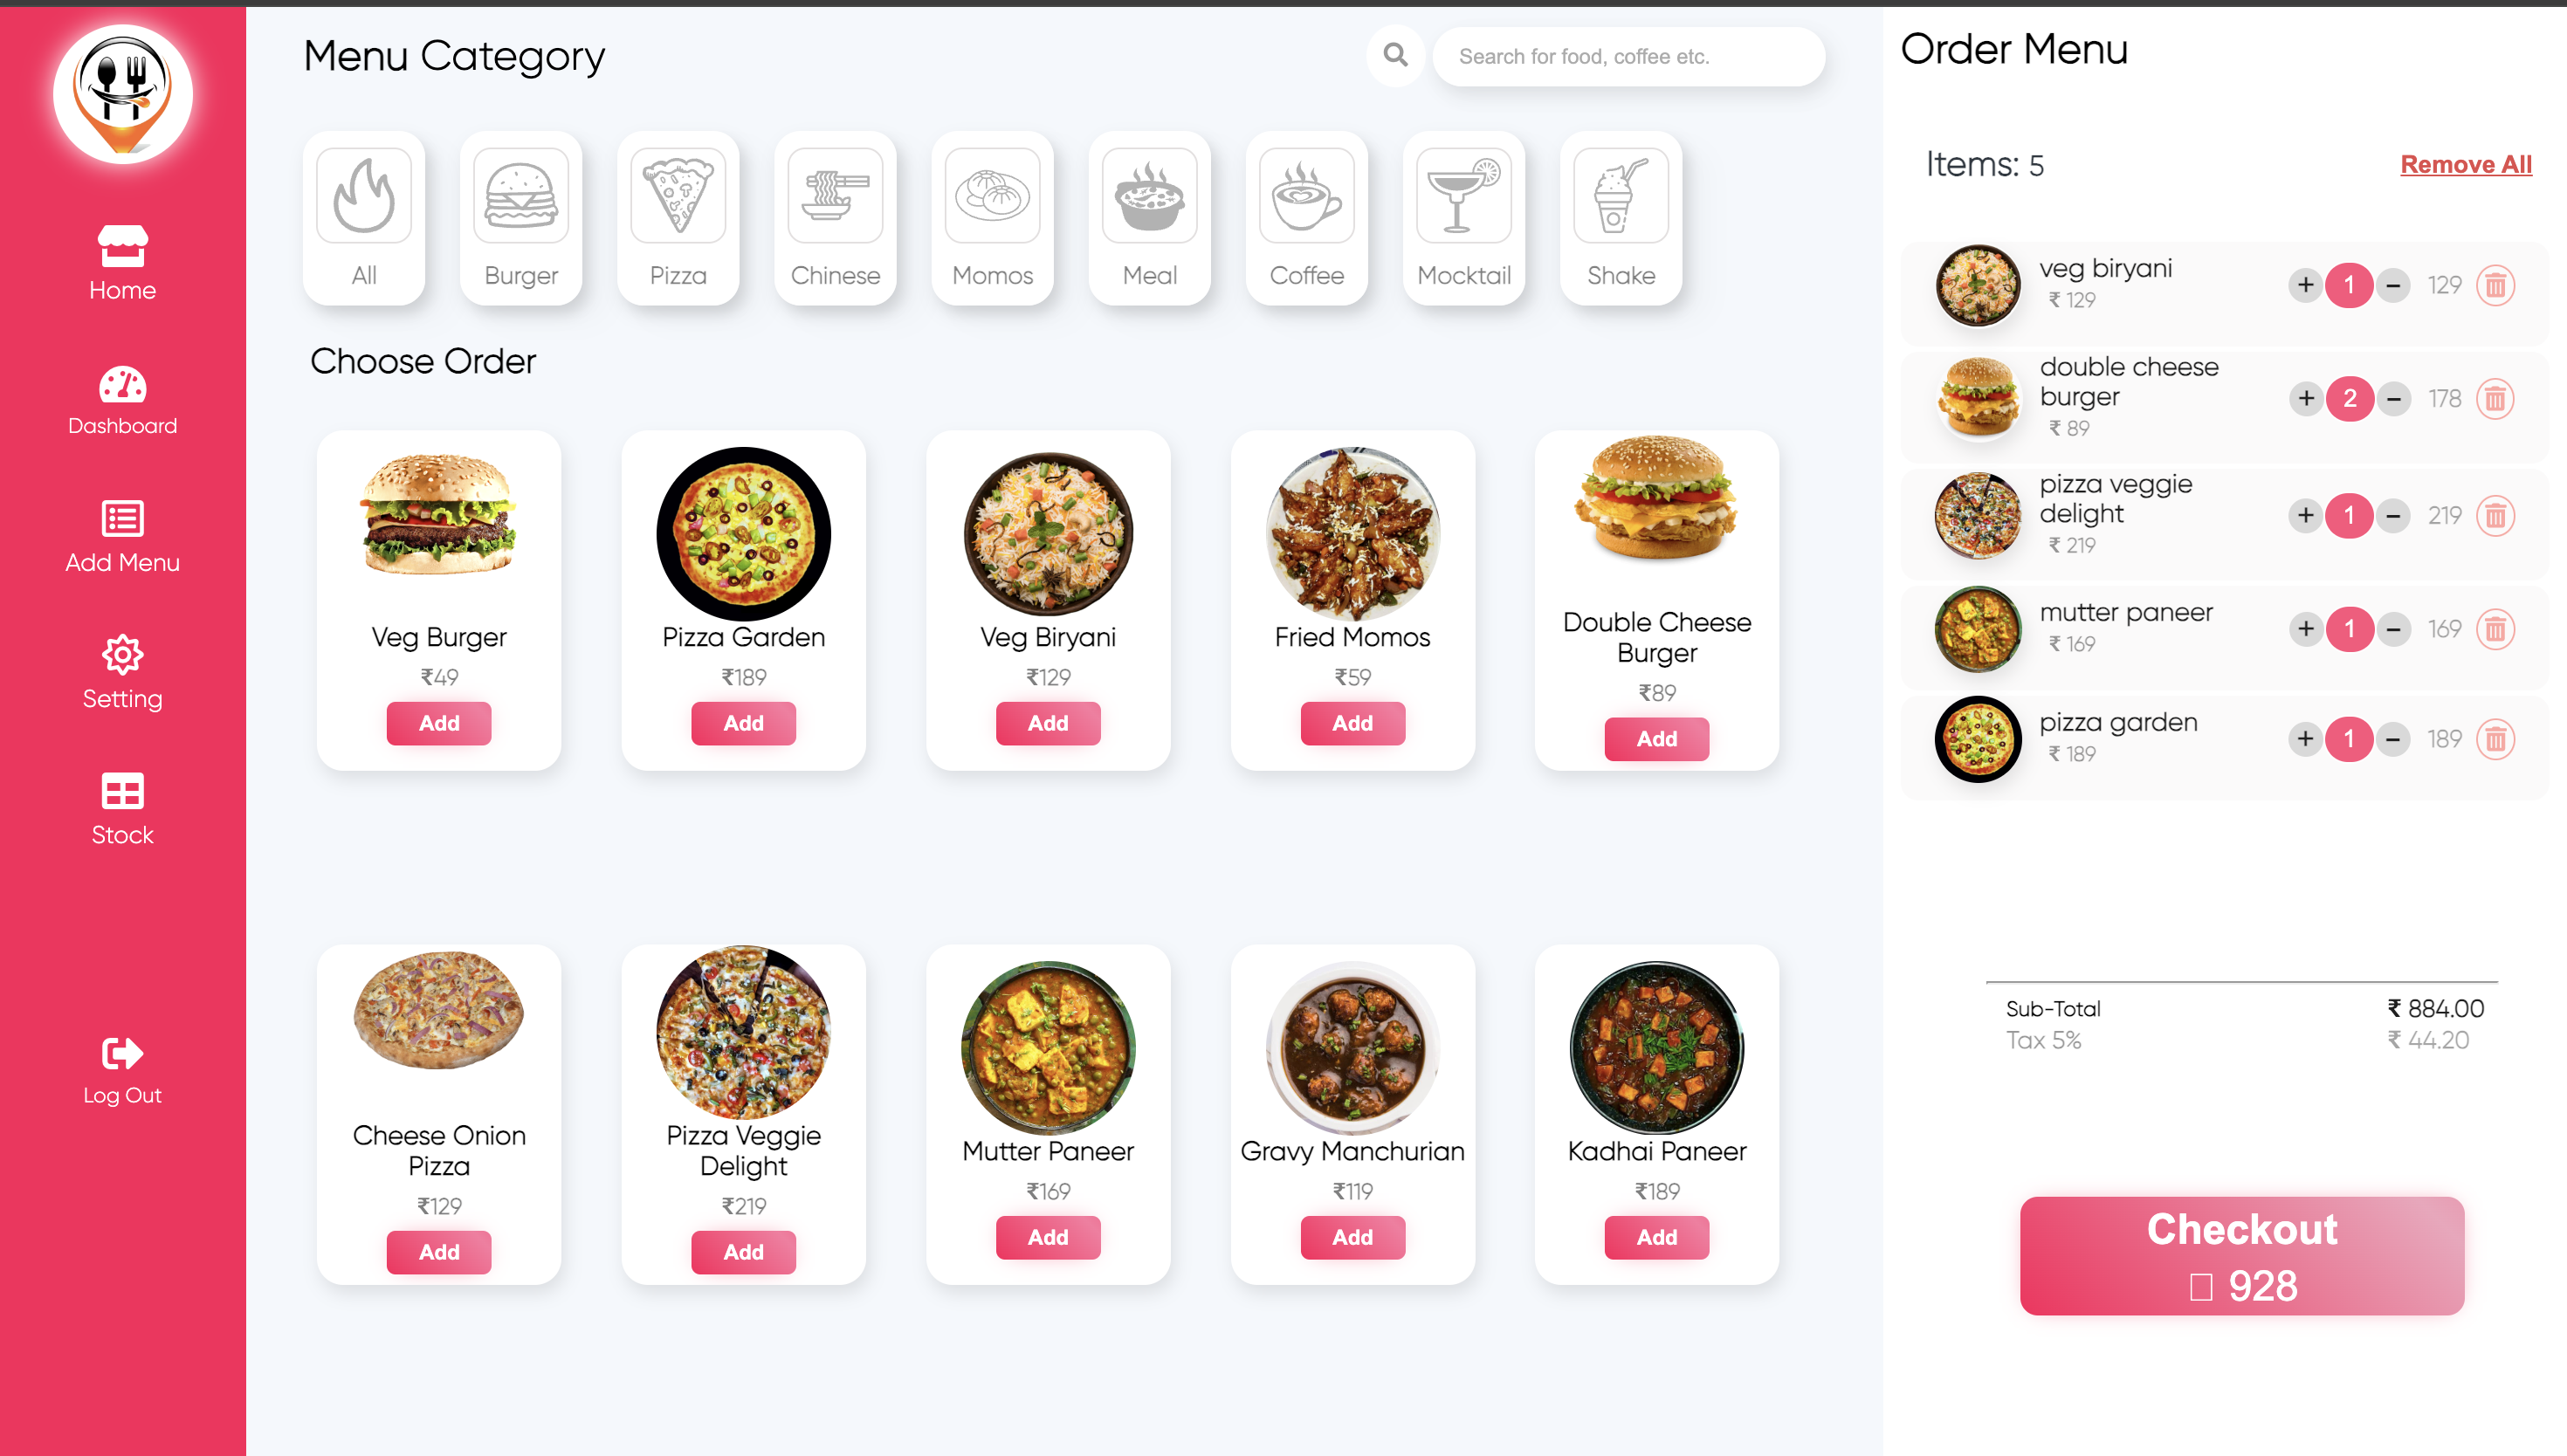 Home
Dashboard
Add Menu
Setting
Stock
Log Out
Menu Category
Search for food, coffee etc.
All
Burger
Pizza
Chinese
Momos
Meal
Coffee
Mocktail
Shake
Choose Order
Veg Burger
₹49
Add
Pizza Garden
₹189
Add
Veg Biryani
₹129
Add
Fried Momos
₹59
Add
Double Cheese
Burger
₹89
Add
Cheese Onion
Pizza
₹129
Add
Pizza Veggie
Delight
₹219
Add
Mutter Paneer
₹169
Add
Gravy Manchurian
₹119
Add
Kadhai Paneer
₹189
Add
Order Menu
Items: 5
Remove All
veg biryani
₹ 129
+ 1 − 129
double cheese
burger
₹ 89
+ 2 − 178
pizza veggie
delight
₹ 219
+ 1 − 219
mutter paneer
₹ 169
+ 1 − 169
pizza garden
₹ 189
+ 1 − 189
Sub-Total ₹ 884.00
Tax 5% ₹ 44.20
Checkout
▯ 928